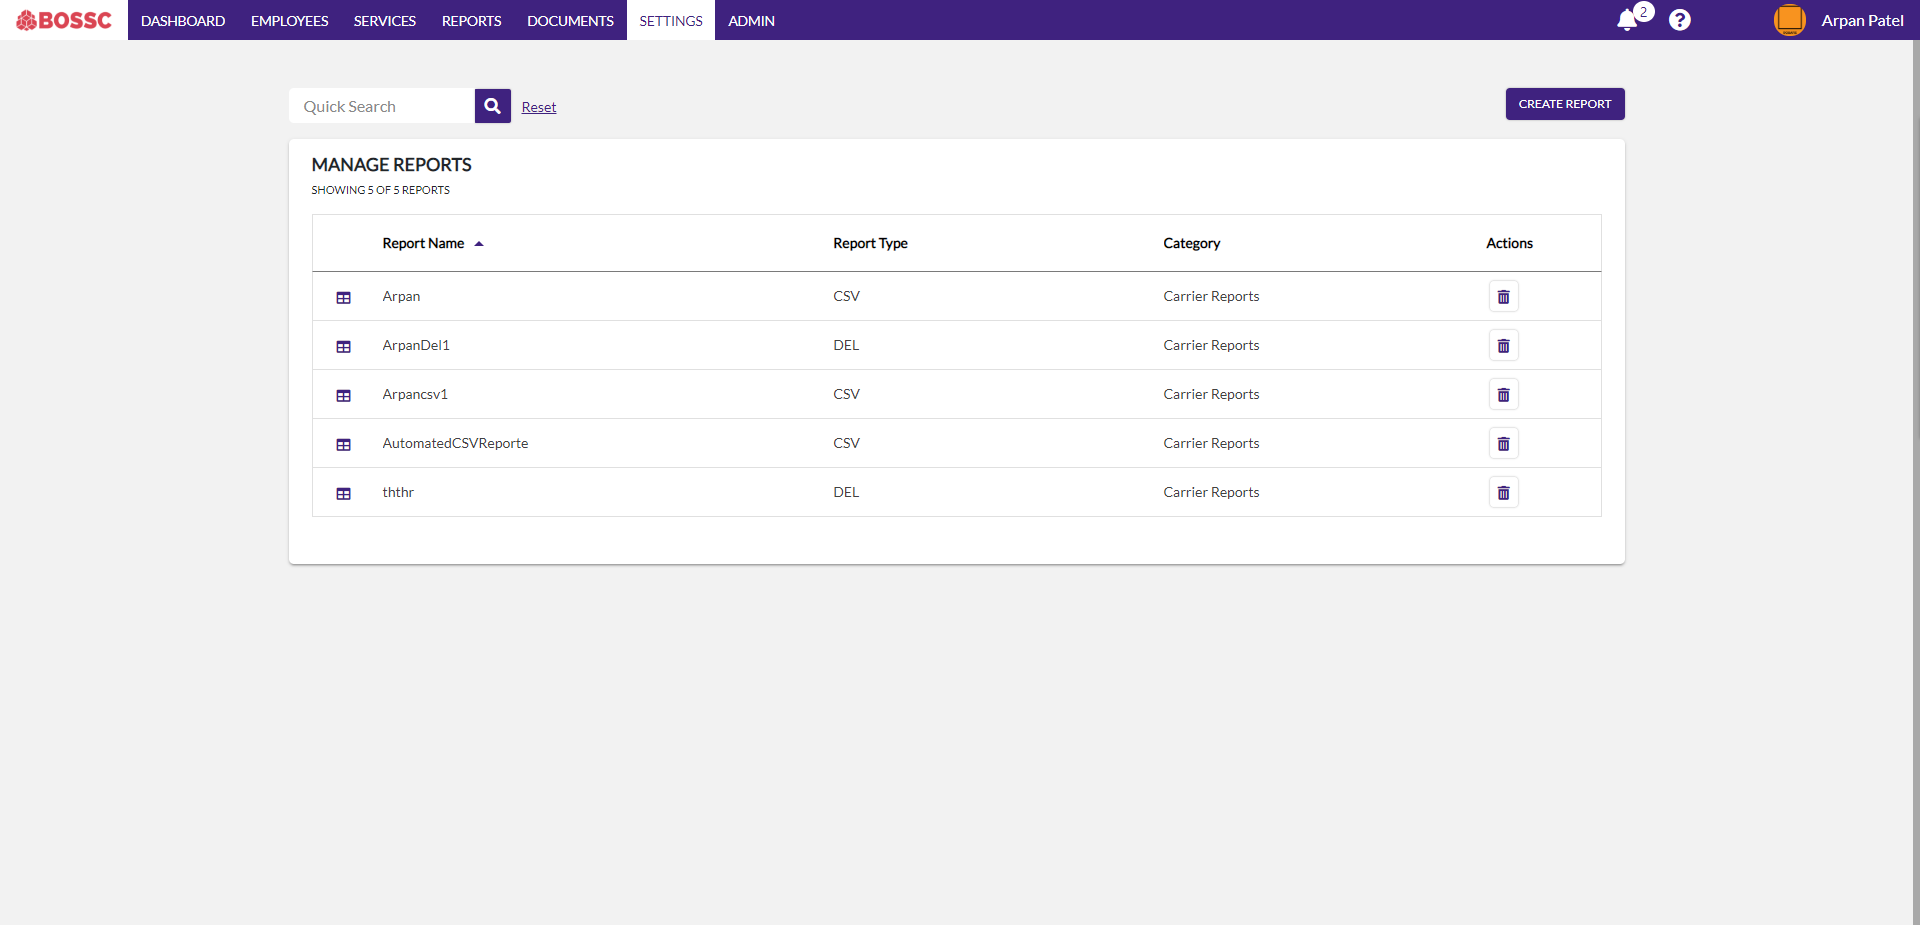 BOSSC DASHBOARD EMPLOYEES SERVICES REPORTS DOCUMENTS SETTINGS ADMIN 2 ? Arpan Patel
Quick Search Reset CREATE REPORT
MANAGE REPORTS
SHOWING 5 OF 5 REPORTS
Report Name Report Type Category Actions
Arpan CSV Carrier Reports
ArpanDel1 DEL Carrier Reports
Arpancsv1 CSV Carrier Reports
AutomatedCSVReporte CSV Carrier Reports
ththr DEL Carrier Reports